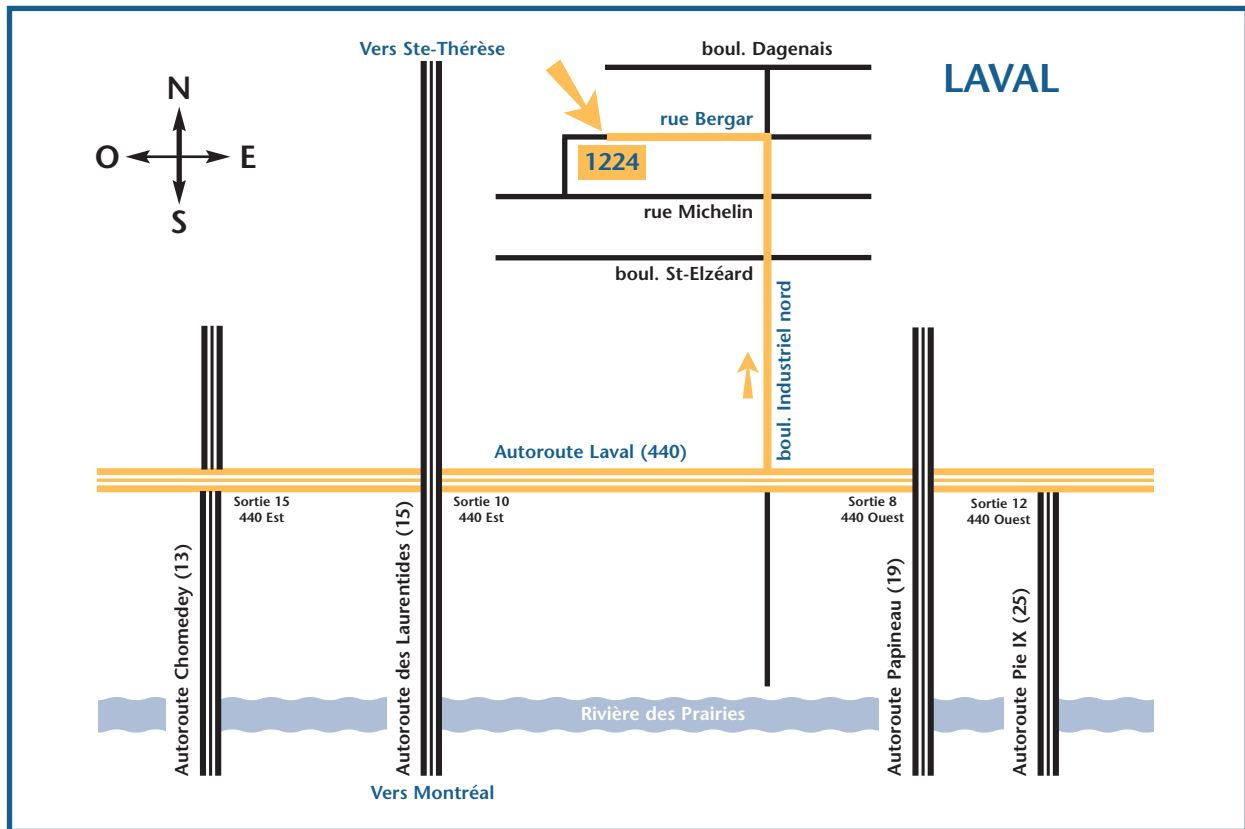 Vers Ste-Thérèse
boul. Dagenais
LAVAL
N
O
E
S
rue Bergar
1224
rue Michelin
boul. St-Elzéard
boul. Industriel nord
Autoroute Laval (440)
Sortie 15
440 Est
Sortie 10
440 Est
Sortie 8
440 Ouest
Sortie 12
440 Ouest
Autoroute Chomedey (13)
Autoroute des Laurentides (15)
Autoroute Papineau (19)
Autoroute Pie IX (25)
Rivière des Prairies
Vers Montréal